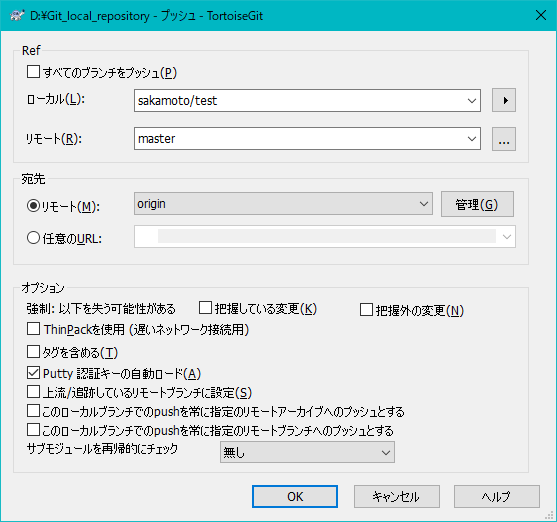 D:¥Git_local_repository - プッシュ - TortoiseGit
Ref
すべてのブランチをプッシュ(P)
ローカル(L):
sakamoto/test
リモート(R):
master
...
宛先
リモート(M):
origin
管理(G)
任意のURL:
オプション
強制: 以下を失う可能性がある
把握している変更(K)
把握外の変更(N)
ThinPackを使用 (遅いネットワーク接続用)
タグを含める(T)
Putty 認証キーの自動ロード(A)
上流/追跡しているリモートブランチに設定(S)
このローカルブランチでのpushを常に指定のリモートアーカイブへのプッシュとする
このローカルブランチでのpushを常に指定のリモートブランチへのプッシュとする
サブモジュールを再帰的にチェック
無し
OK
キャンセル
ヘルプ